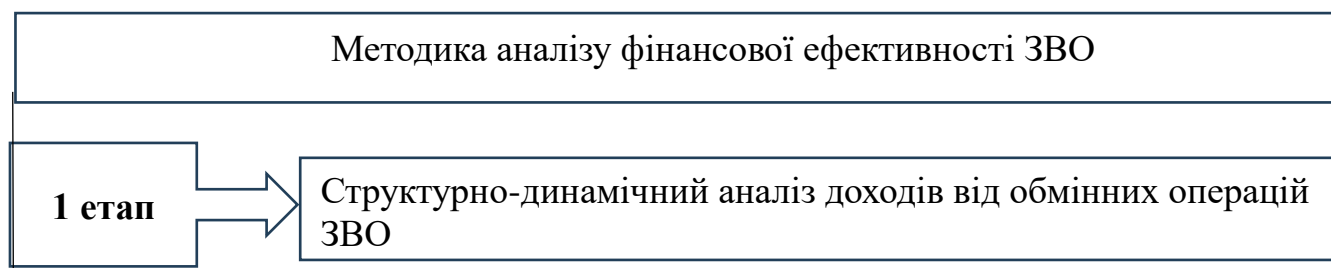 Методика аналізу фінансової ефективності ЗВО
1 етап
Структурно-динамічний аналіз доходів від обмінних операцій
ЗВО